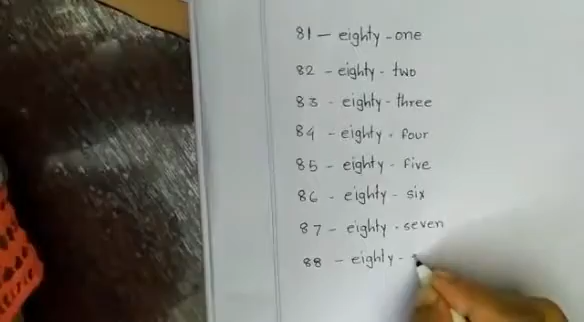 81 - eighty - one
82 - eighty - two
83 - eighty - three
84 - eighty - four
85 - eighty - five
86 - eighty - six
87 - eighty - seven
88 - eighty -